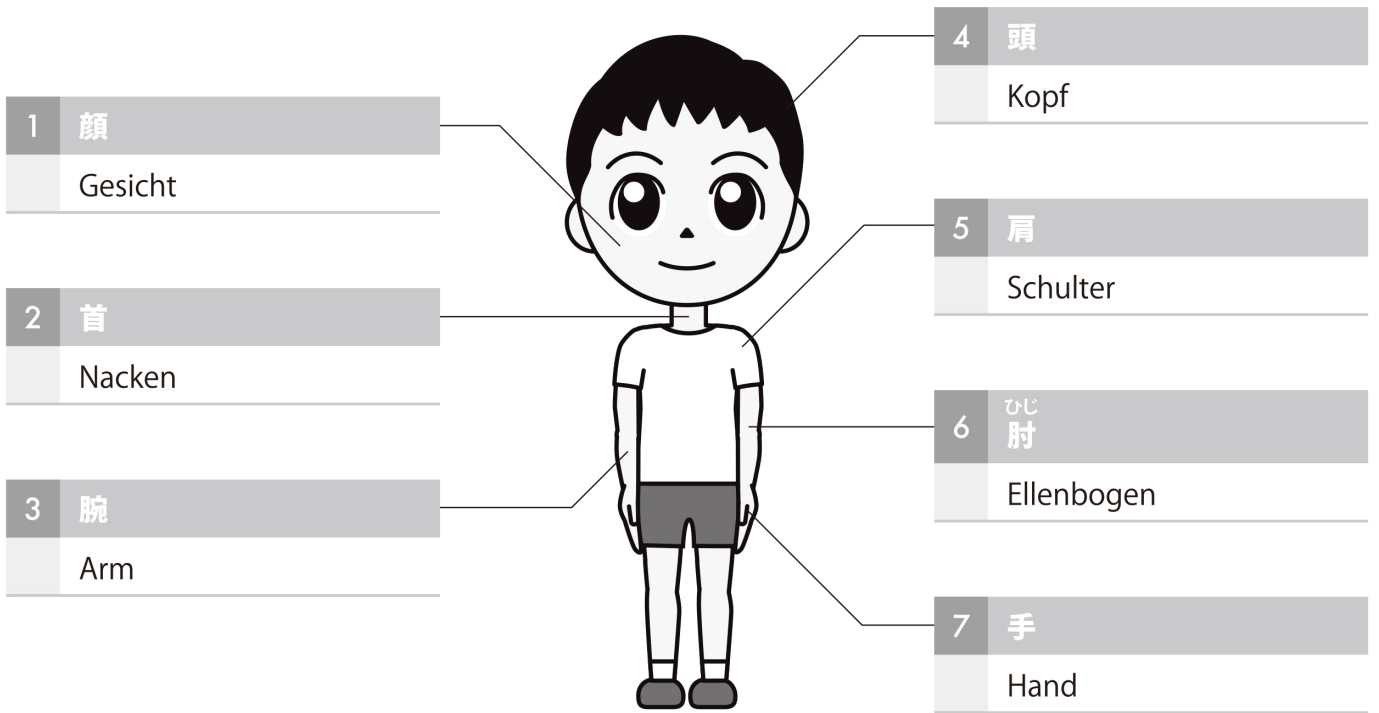 1 顔
Gesicht
2 首
Nacken
3 腕
Arm
4 頭
Kopf
5 肩
Schulter
ひじ
6 肘
Ellenbogen
7 手
Hand